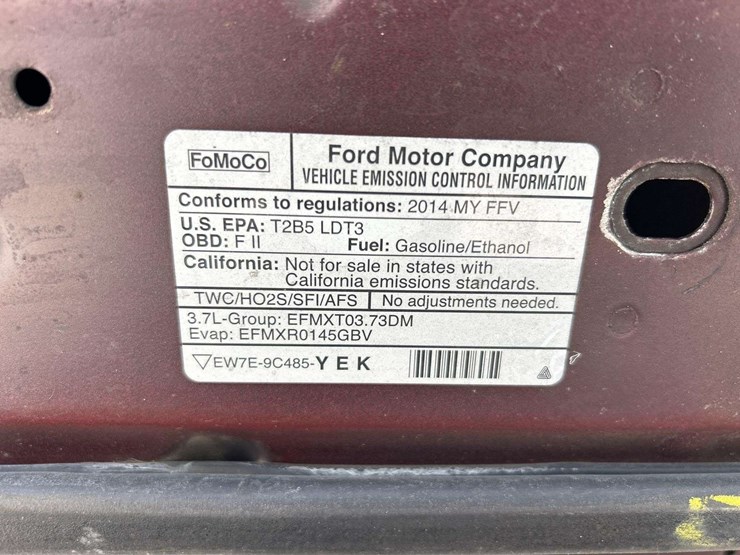 FoMoCo
Ford Motor Company
VEHICLE EMISSION CONTROL INFORMATION
Conforms to regulations: 2014 MY FFV
U.S. EPA: T2B5 LDT3
OBD: F II Fuel: Gasoline/Ethanol
California: Not for sale in states with
California emissions standards.
TWC/HO2S/SFI/AFS No adjustments needed.
3.7L-Group: EFMXT03.73DM
Evap: EFMXR0145GBV
▽EW7E-9C485-Y E K